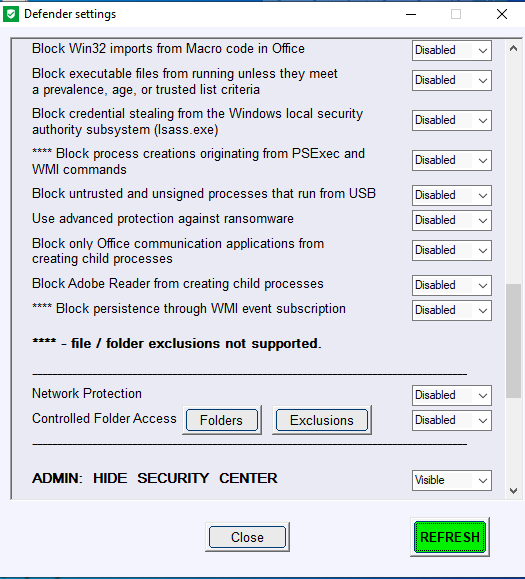 Defender settings
Block Win32 imports from Macro code in Office Disabled
Block executable files from running unless they meet
a prevalence, age, or trusted list criteria Disabled
Block credential stealing from the Windows local security
authority subsystem (lsass.exe) Disabled
**** Block process creations originating from PSExec and
WMI commands Disabled
Block untrusted and unsigned processes that run from USB Disabled
Use advanced protection against ransomware Disabled
Block only Office communication applications from
creating child processes Disabled
Block Adobe Reader from creating child processes Disabled
**** Block persistence through WMI event subscription Disabled
**** - file / folder exclusions not supported.
Network Protection Disabled
Controlled Folder Access Folders Exclusions Disabled
ADMIN: HIDE SECURITY CENTER Visible
Close REFRESH